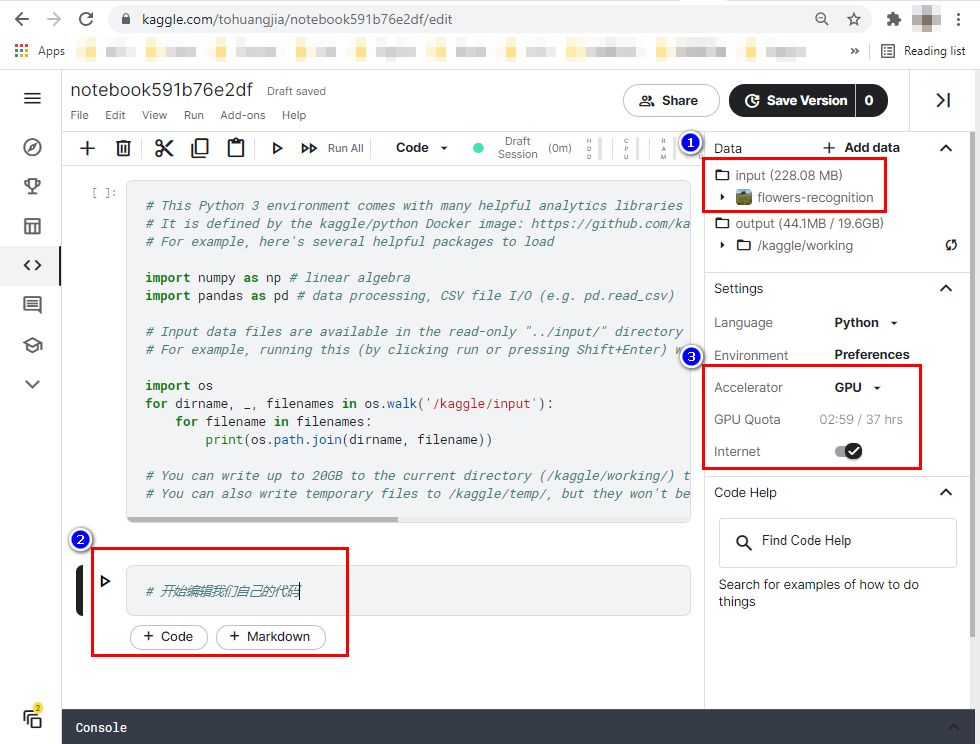 kaggle.com/tohuangjia/notebook591b76e2df/edit
Apps
»
Reading list
notebook591b76e2df Draft saved
File Edit View Run Add-ons Help
Share
Save Version 0
Run All Code Draft Session (0m) HDD CPU RAM
1
Data + Add data
input (228.08 MB)
flowers-recognition
output (44.1MB / 19.6GB)
/kaggle/working
[ ]:
# This Python 3 environment comes with many helpful analytics libraries
# It is defined by the kaggle/python Docker image: https://github.com/ka
# For example, here's several helpful packages to load
import numpy as np # linear algebra
import pandas as pd # data processing, CSV file I/O (e.g. pd.read_csv)
# Input data files are available in the read-only "../input/" directory
# For example, running this (by clicking run or pressing Shift+Enter) w
import os
for dirname, _, filenames in os.walk('/kaggle/input'):
for filename in filenames:
print(os.path.join(dirname, filename))
# You can write up to 20GB to the current directory (/kaggle/working/) t
# You can also write temporary files to /kaggle/temp/, but they won't be
Settings
Language Python
Environment Preferences
3
Accelerator GPU
GPU Quota 02:59 / 37 hrs
Internet
Code Help
Find Code Help
Search for examples of how to do
things
2
# 开始编辑我们自己的代码
+ Code + Markdown
2
Console